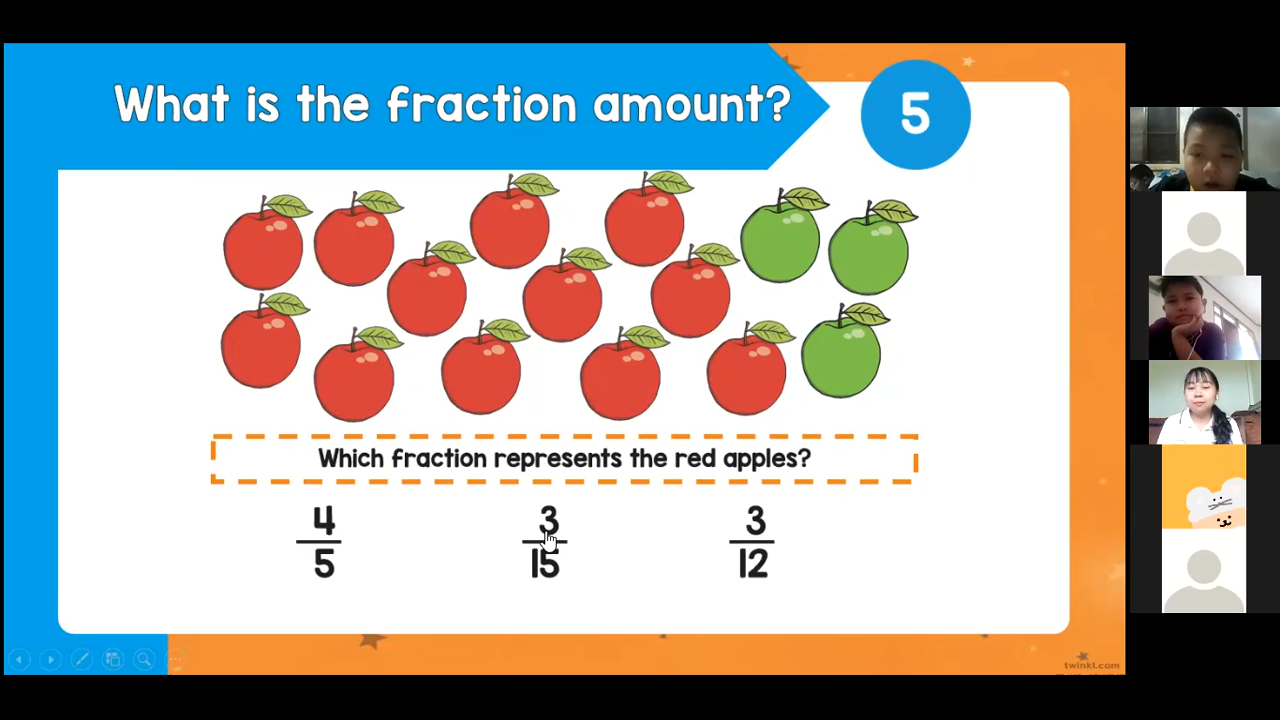 What is the fraction amount?
5
Which fraction represents the red apples?
4 3 3
5 15 12
twinkl.com